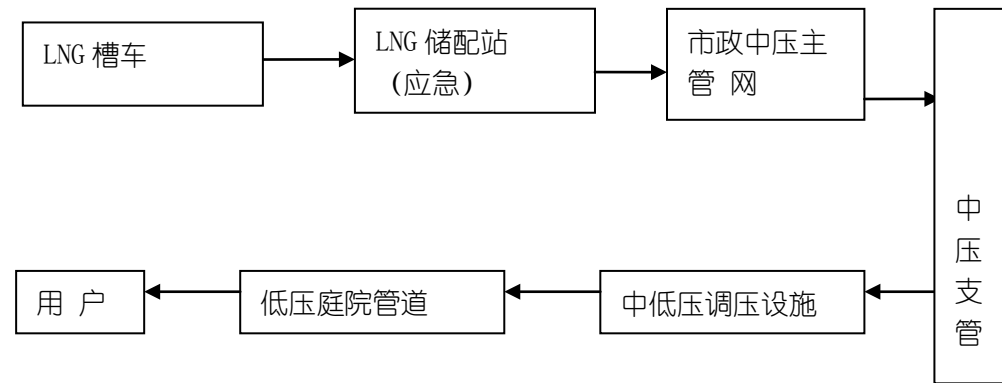 LNG 槽车
LNG 储配站
(应急)
市政中压主
管 网
中
压
支
管
中低压调压设施
低压庭院管道
用 户